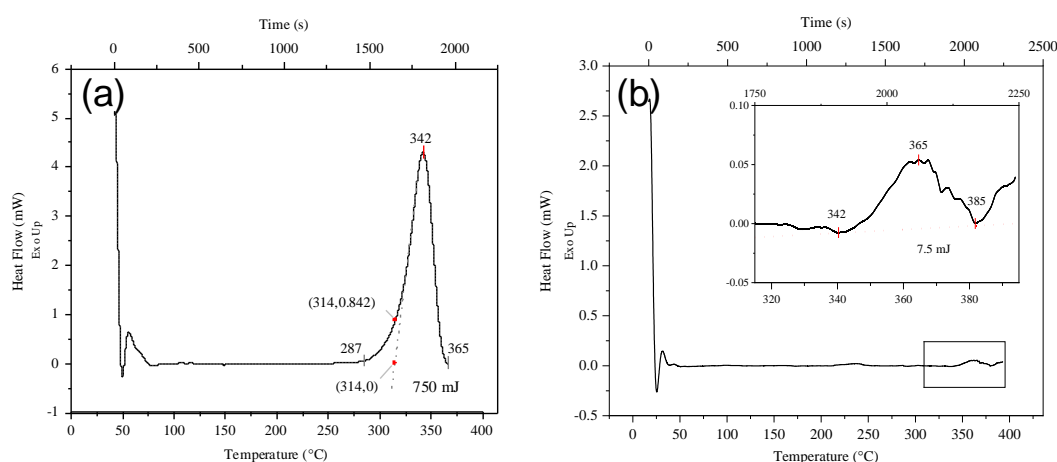 Time (s)
0 500 1000 1500 2000
(a)
6
5
4
3
2
1
0
-1
Heat Flow (mW)
Exo Up
342
(314,0.842)
287
365
(314,0)
750 mJ
0 50 100 150 200 250 300 350 400
Temperature (°C)
Time (s)
0 500 1000 1500 2000 2500
(b)
3.0
2.5
2.0
1.5
1.0
0.5
0.0
-0.5
Heat Flow (mW)
Exo Up
1750 2000 2250
0.10
0.05
0.00
-0.05
365
342
385
7.5 mJ
320 340 360 380
0 50 100 150 200 250 300 350 400
Temperature (°C)